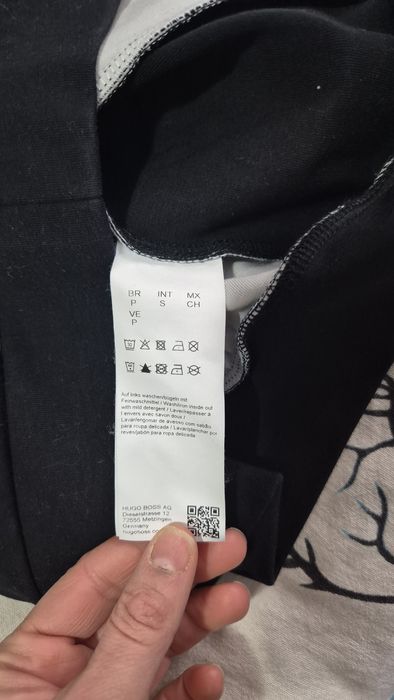 BR INT MX
P S CH
VE
P
Auf links waschen/bügeln mit
Feinwaschmittel / Wash/iron inside out
with mild detergent / Laver/repasser à
l'envers avec savon doux /
Lavar/engomar de avesso com sabão
para roupa delicada / Lavar/planchar por
revés/jabón para ropa delicada
HUGO BOSS AG
Dieselstrasse 12
72555 Metzingen
Germany
hugoboss.co